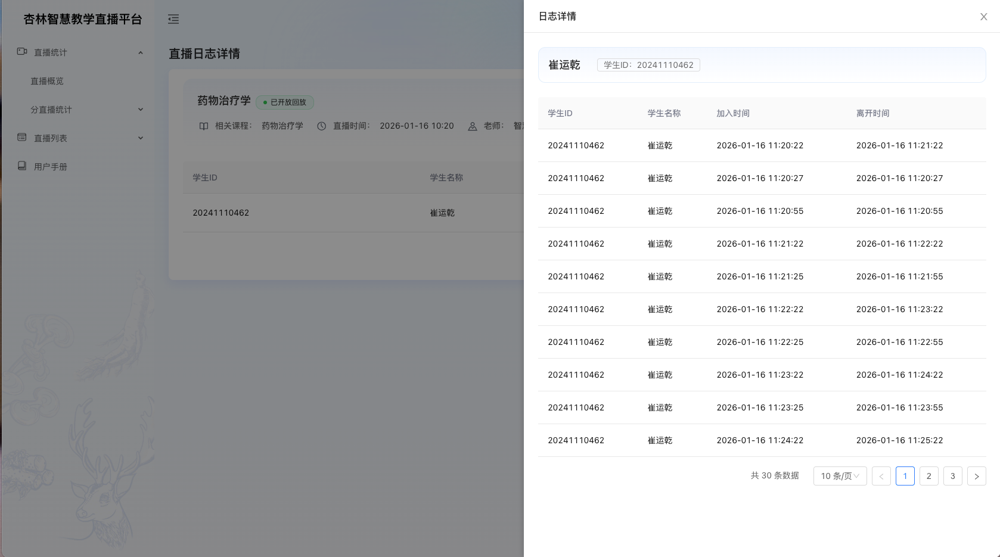 杏林智慧教学直播平台
直播统计
直播概览
分直播统计
直播列表
用户手册
直播日志详情
药物治疗学 已开放回放
相关课程： 药物治疗学 直播时间： 2026-01-16 10:20 老师：
学生ID 学生名称
20241110462 崔运乾
日志详情
崔运乾 学生ID：20241110462
学生ID 学生名称 加入时间 离开时间
20241110462 崔运乾 2026-01-16 11:20:22 2026-01-16 11:21:22
20241110462 崔运乾 2026-01-16 11:20:27 2026-01-16 11:20:27
20241110462 崔运乾 2026-01-16 11:20:55 2026-01-16 11:20:55
20241110462 崔运乾 2026-01-16 11:21:22 2026-01-16 11:22:22
20241110462 崔运乾 2026-01-16 11:21:25 2026-01-16 11:21:55
20241110462 崔运乾 2026-01-16 11:22:22 2026-01-16 11:23:22
20241110462 崔运乾 2026-01-16 11:22:25 2026-01-16 11:22:55
20241110462 崔运乾 2026-01-16 11:23:22 2026-01-16 11:24:22
20241110462 崔运乾 2026-01-16 11:23:25 2026-01-16 11:23:55
20241110462 崔运乾 2026-01-16 11:24:22 2026-01-16 11:25:22
共 30 条数据 10 条/页 1 2 3